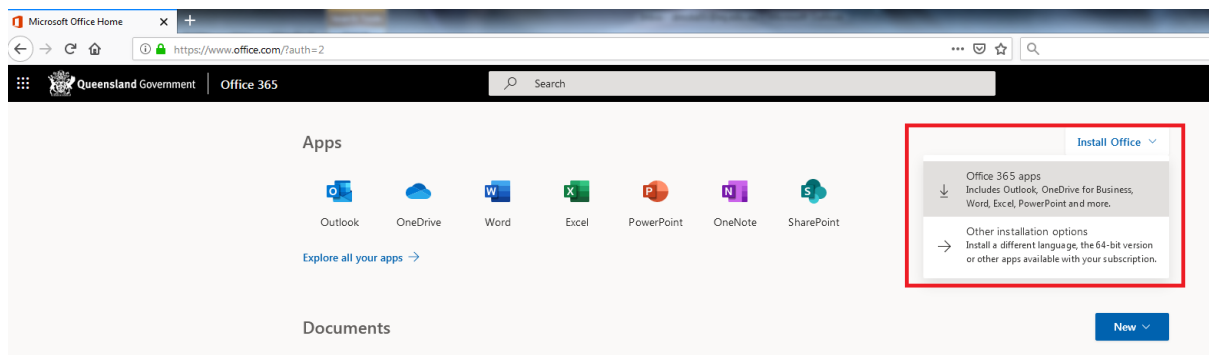 Microsoft Office Home
https://www.office.com/?auth=2
Queensland Government
Office 365
Search
Apps
Install Office
Outlook
OneDrive
Word
Excel
PowerPoint
OneNote
SharePoint
Explore all your apps
Office 365 apps
Includes Outlook, OneDrive for Business,
Word, Excel, PowerPoint and more.
Other installation options
Install a different language, the 64-bit version
or other apps available with your subscription.
Documents
New